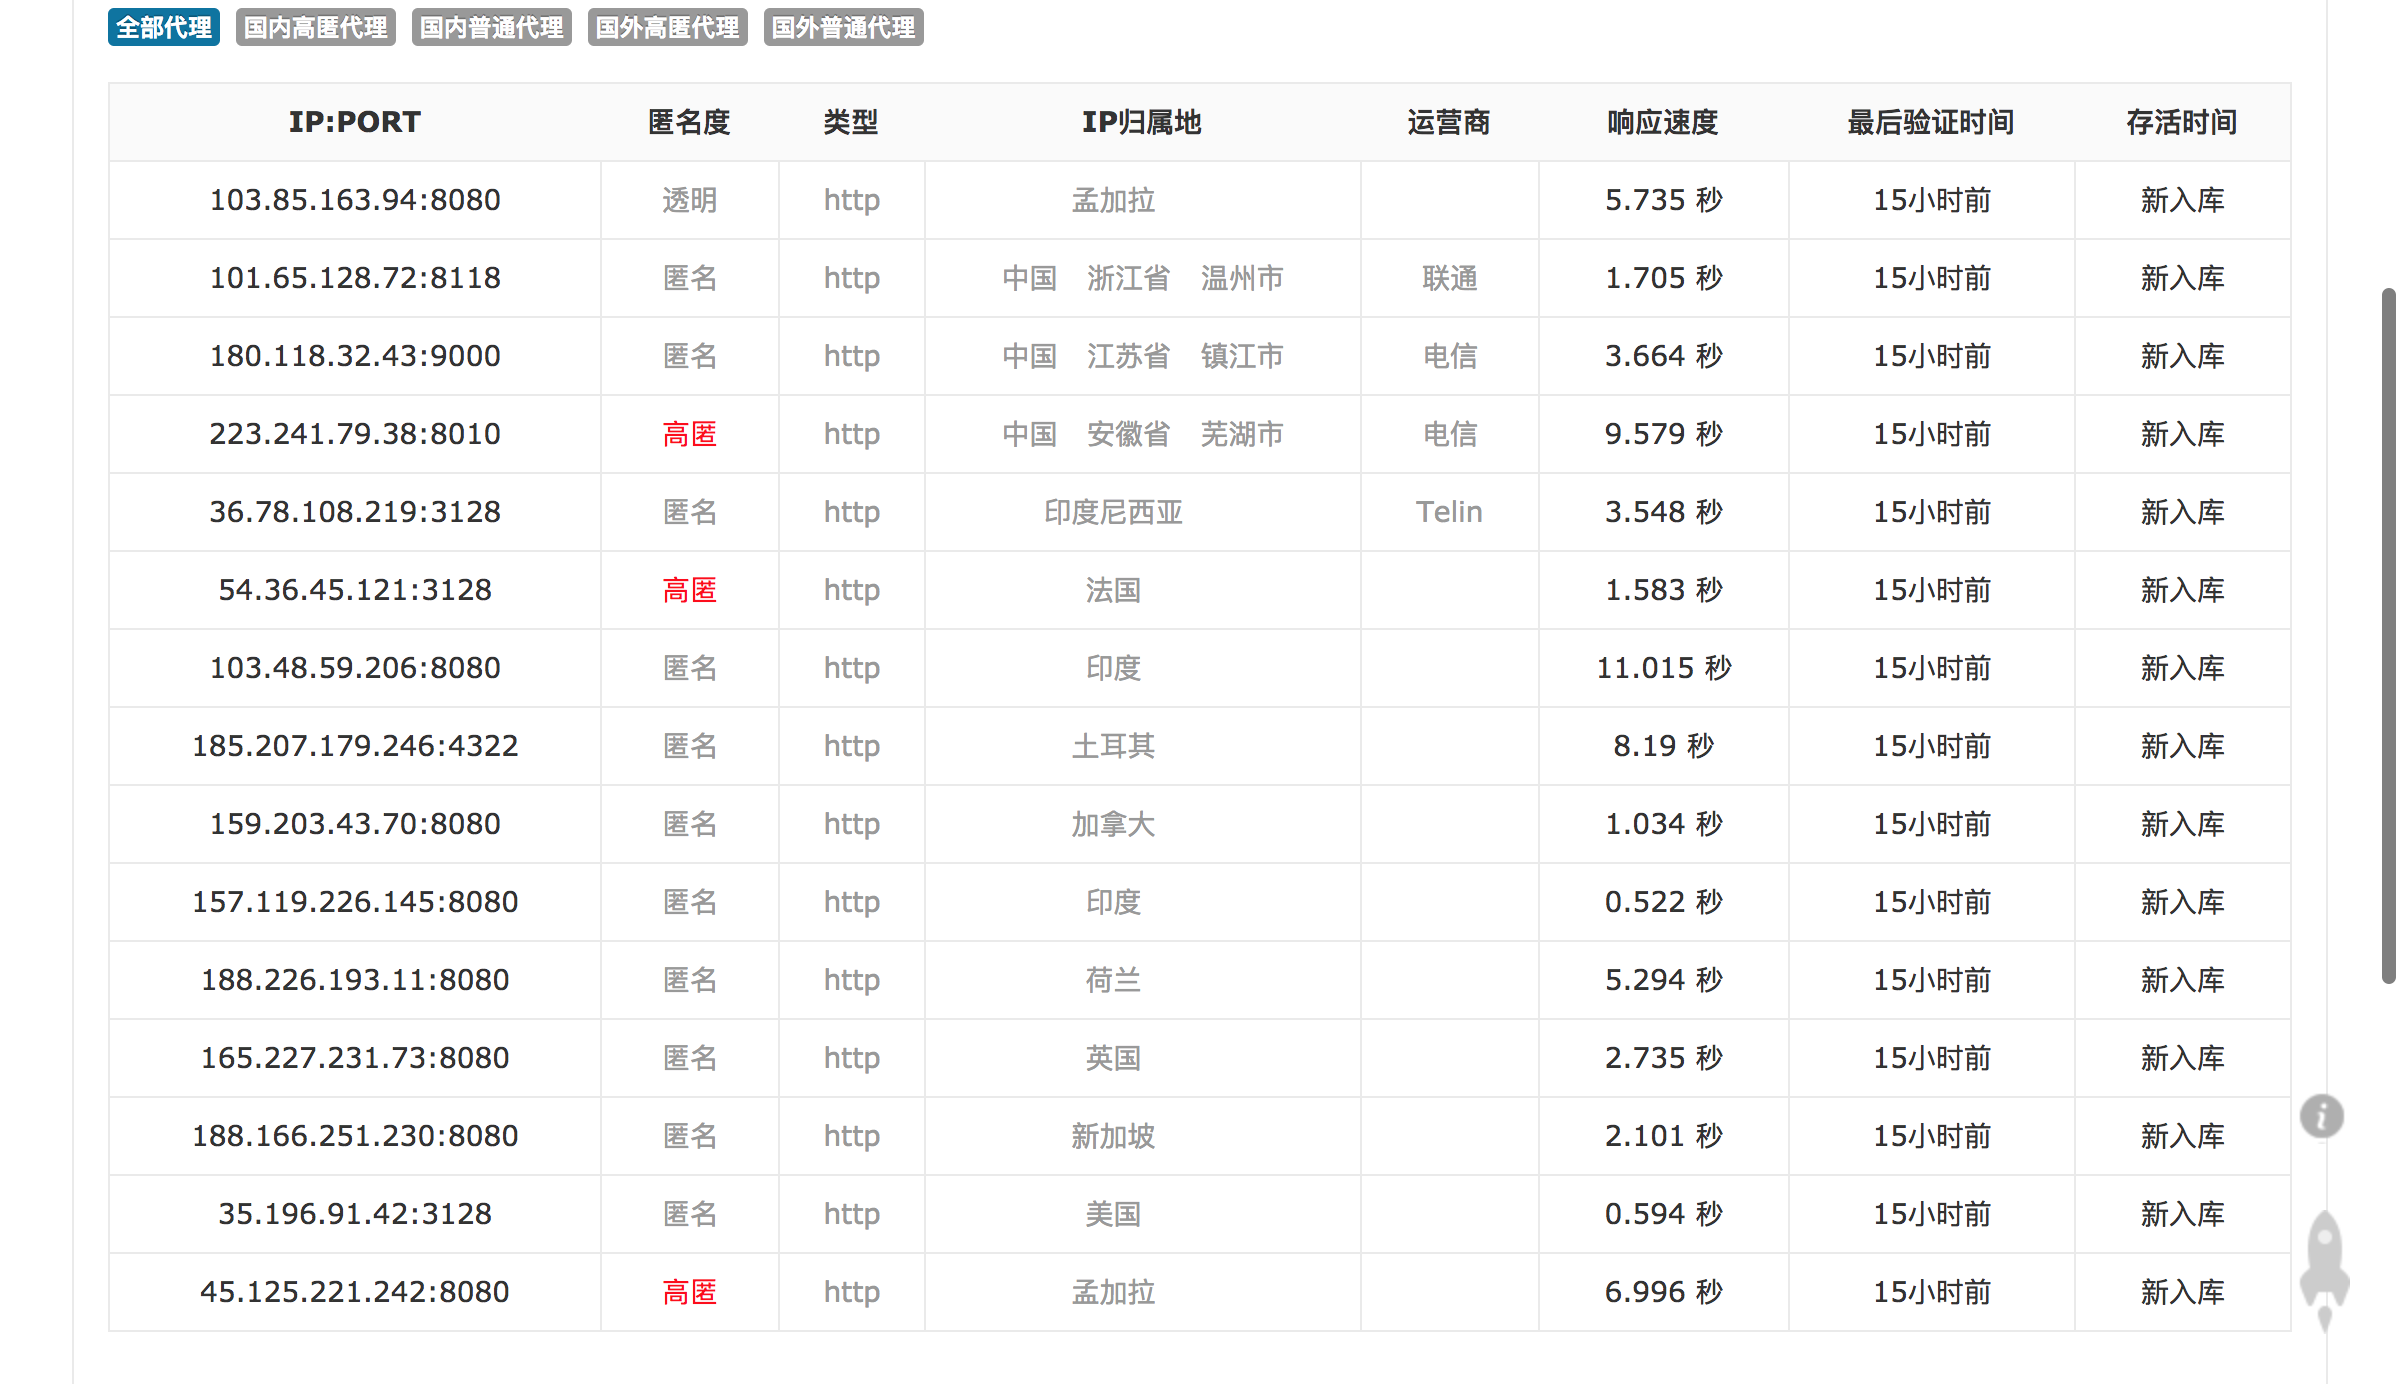 全部代理 国内高匿代理 国内普通代理 国外高匿代理 国外普通代理
IP:PORT 匿名度 类型 IP归属地 运营商 响应速度 最后验证时间 存活时间
103.85.163.94:8080 透明 http 孟加拉 5.735 秒 15小时前 新入库
101.65.128.72:8118 匿名 http 中国 浙江省 温州市 联通 1.705 秒 15小时前 新入库
180.118.32.43:9000 匿名 http 中国 江苏省 镇江市 电信 3.664 秒 15小时前 新入库
223.241.79.38:8010 高匿 http 中国 安徽省 芜湖市 电信 9.579 秒 15小时前 新入库
36.78.108.219:3128 匿名 http 印度尼西亚 Telin 3.548 秒 15小时前 新入库
54.36.45.121:3128 高匿 http 法国 1.583 秒 15小时前 新入库
103.48.59.206:8080 匿名 http 印度 11.015 秒 15小时前 新入库
185.207.179.246:4322 匿名 http 土耳其 8.19 秒 15小时前 新入库
159.203.43.70:8080 匿名 http 加拿大 1.034 秒 15小时前 新入库
157.119.226.145:8080 匿名 http 印度 0.522 秒 15小时前 新入库
188.226.193.11:8080 匿名 http 荷兰 5.294 秒 15小时前 新入库
165.227.231.73:8080 匿名 http 英国 2.735 秒 15小时前 新入库
188.166.251.230:8080 匿名 http 新加坡 2.101 秒 15小时前 新入库
35.196.91.42:3128 匿名 http 美国 0.594 秒 15小时前 新入库
45.125.221.242:8080 高匿 http 孟加拉 6.996 秒 15小时前 新入库